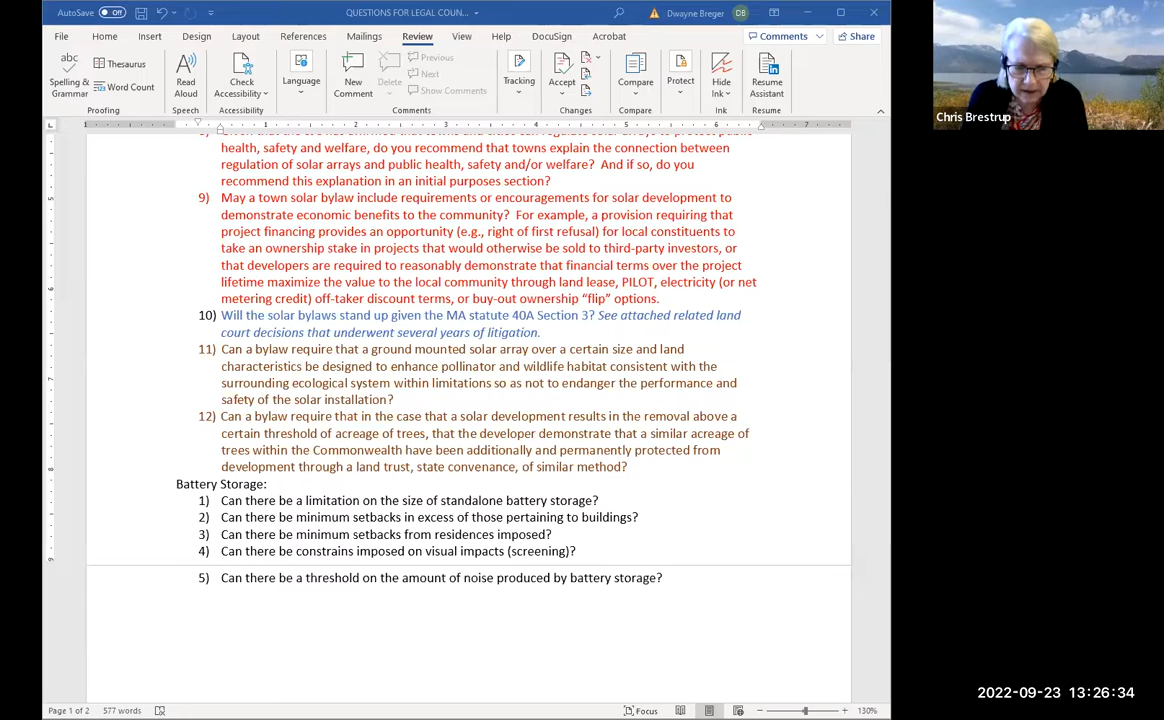 AutoSave Off QUESTIONS FOR LEGAL COUN... Dwayne Breger DB
File Home Insert Design Layout References Mailings Review View Help DocuSign Acrobat Comments Share
abc Spelling & Grammar Thesaurus Word Count Proofing
Read Aloud Speech
Check Accessibility Accessibility
Language
New Comment Delete Previous Next Show Comments Comments
Tracking
Accept Changes
Compare Compare
Protect
Hide Ink Ink
Resume Assistant Resume
1 1 2 3 4 5 6 7
health, safety and welfare, do you recommend that towns explain the connection between
regulation of solar arrays and public health, safety and/or welfare? And if so, do you
recommend this explanation in an initial purposes section?
9) May a town solar bylaw include requirements or encouragements for solar development to
demonstrate economic benefits to the community? For example, a provision requiring that
project financing provides an opportunity (e.g., right of first refusal) for local constituents to
take an ownership stake in projects that would otherwise be sold to third-party investors, or
that developers are required to reasonably demonstrate that financial terms over the project
lifetime maximize the value to the local community through land lease, PILOT, electricity (or net
metering credit) off-taker discount terms, or buy-out ownership “flip” options.
10) Will the solar bylaws stand up given the MA statute 40A Section 3? See attached related land
court decisions that underwent several years of litigation.
11) Can a bylaw require that a ground mounted solar array over a certain size and land
characteristics be designed to enhance pollinator and wildlife habitat consistent with the
surrounding ecological system within limitations so as not to endanger the performance and
safety of the solar installation?
12) Can a bylaw require that in the case that a solar development results in the removal above a
certain threshold of acreage of trees, that the developer demonstrate that a similar acreage of
trees within the Commonwealth have been additionally and permanently protected from
development through a land trust, state convenance, of similar method?
Battery Storage:
1) Can there be a limitation on the size of standalone battery storage?
2) Can there be minimum setbacks in excess of those pertaining to buildings?
3) Can there be minimum setbacks from residences imposed?
4) Can there be constrains imposed on visual impacts (screening)?
5) Can there be a threshold on the amount of noise produced by battery storage?
Page 1 of 2 577 words Focus 130%
Chris Brestrup
2022-09-23 13:26:34